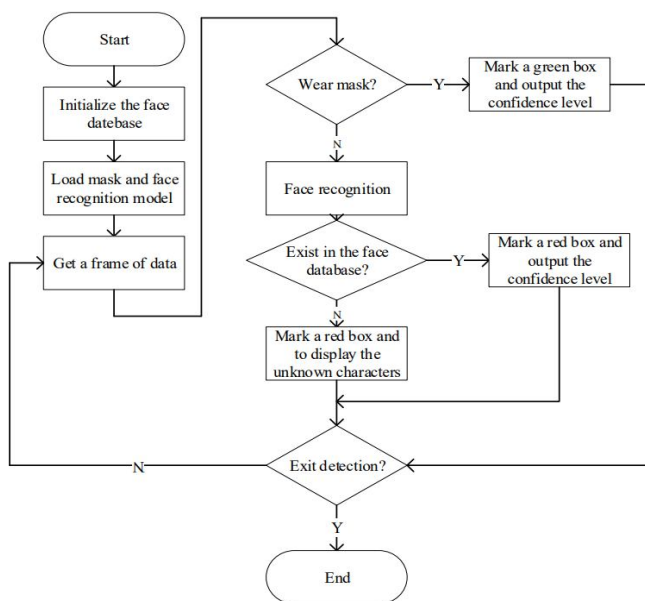 Start
Initialize the face
datebase
Load mask and face
recognition model
Get a frame of data
Wear mask?
Y
Mark a green box
and output the
confidence level
N
Face recognition
Exist in the face
database?
Y
Mark a red box and
output the
confidence level
N
Mark a red box and
to display the
unknown characters
Exit detection?
N
Y
End